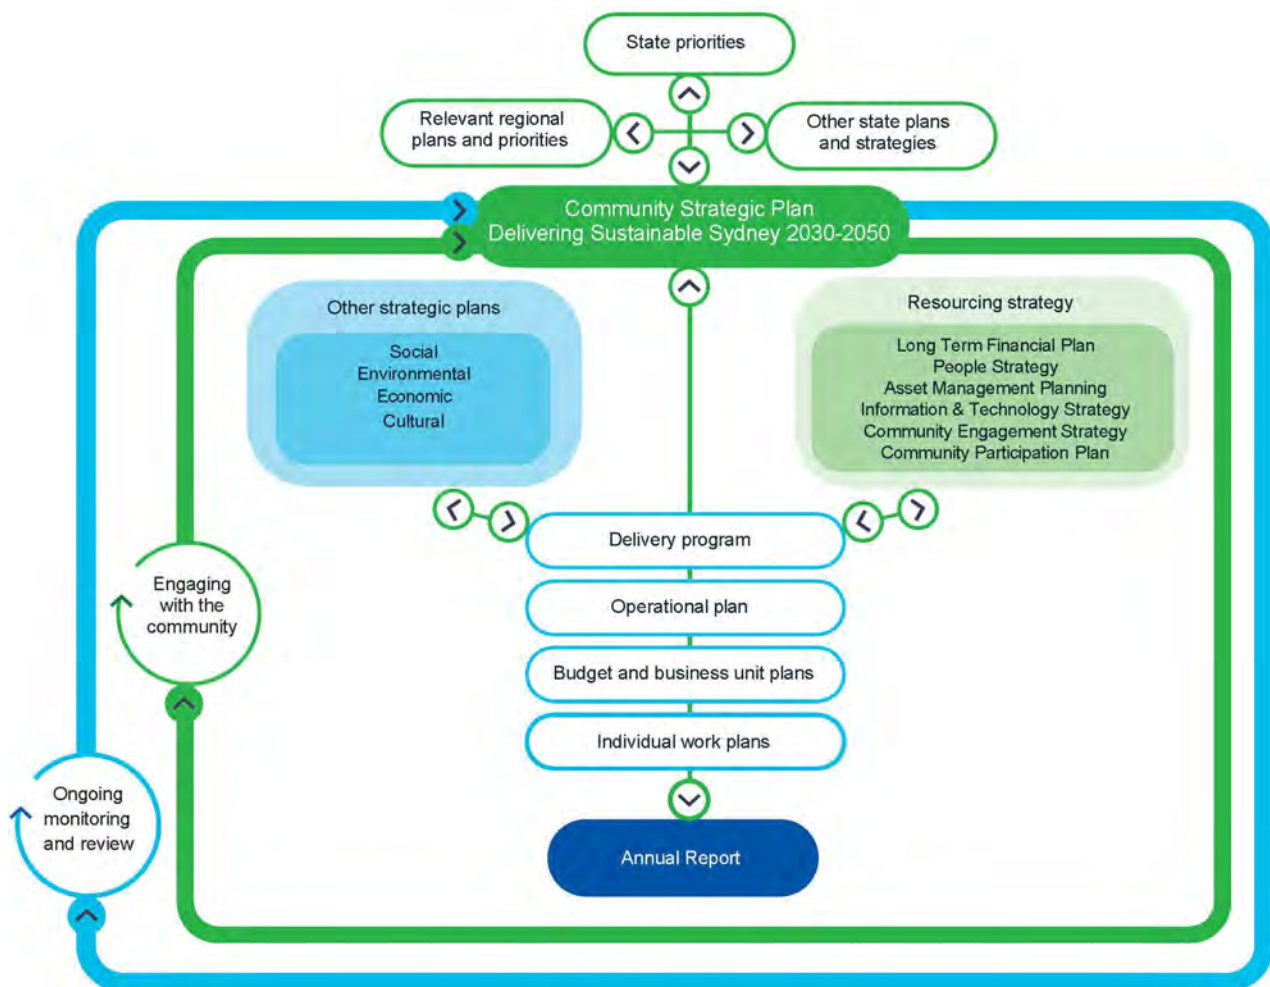 State priorities
Relevant regional
plans and priorities
Other state plans
and strategies
Community Strategic Plan
Delivering Sustainable Sydney 2030-2050
Other strategic plans
Social
Environmental
Economic
Cultural
Resourcing strategy
Long Term Financial Plan
People Strategy
Asset Management Planning
Information & Technology Strategy
Community Engagement Strategy
Community Participation Plan
Delivery program
Operational plan
Budget and business unit plans
Individual work plans
Annual Report
Engaging
with the
community
Ongoing
monitoring
and review